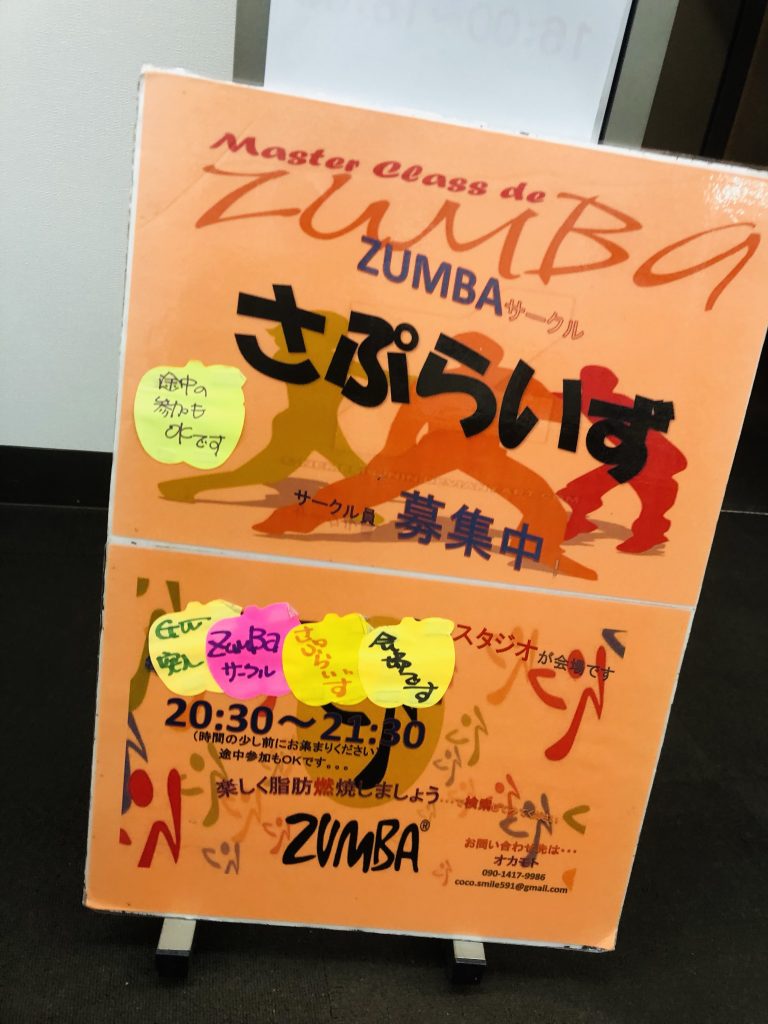 Master Class de
ZUMBA
ZUMBAサークル
さぷらいず
途中の
参加も
OKです
サークル員 募集中!
ZUMBA
サークル
さぷらいず
スタジオが会場です
20:30〜21:30
(時間の少し前にお集まりください)
途中参加もOKです・・・
楽しく脂肪燃焼しましょう・・・で検索
ZUMBA®
お問い合わせ先は・・・
オカモト
090-1417-9986
coco.smile591@gmail.com